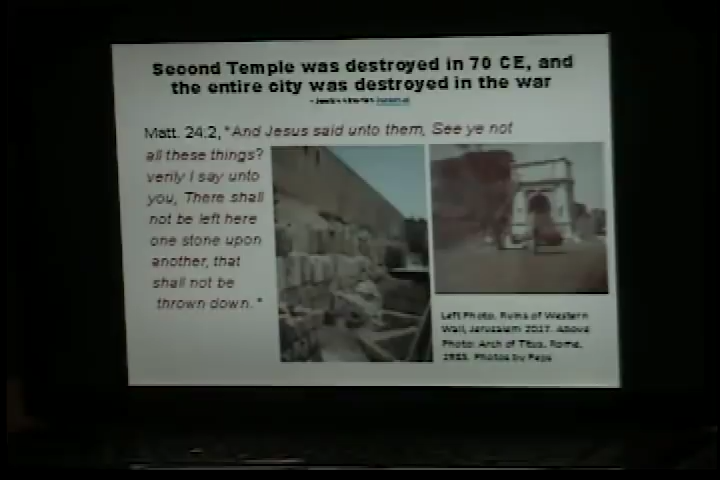 Second Temple was destroyed in 70 CE, and
the entire city was destroyed in the war
Matt. 24:2, "And Jesus said unto them, See ye not
all these things?
verily I say unto
you, There shall
not be left here
one stone upon
another, that
shall not be
thrown down."
Left Photo. Ruins of Western
Wall, Jerusalem Above
Photo: Arch of Titus, Rome,
Photos by